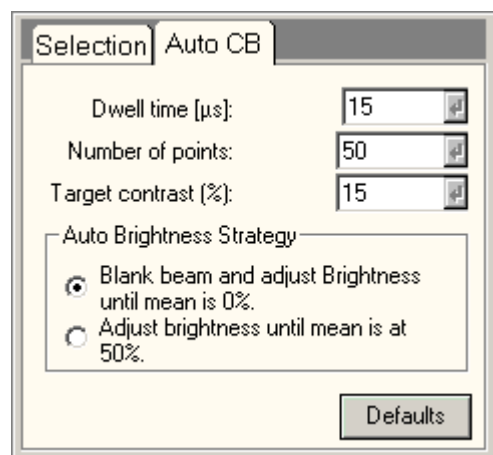 Selection Auto CB
Dwell time [µs]: 15
Number of points: 50
Target contrast (%): 15
Auto Brightness Strategy
Blank beam and adjust Brightness
until mean is 0%.
Adjust brightness until mean is at
50%.
Defaults